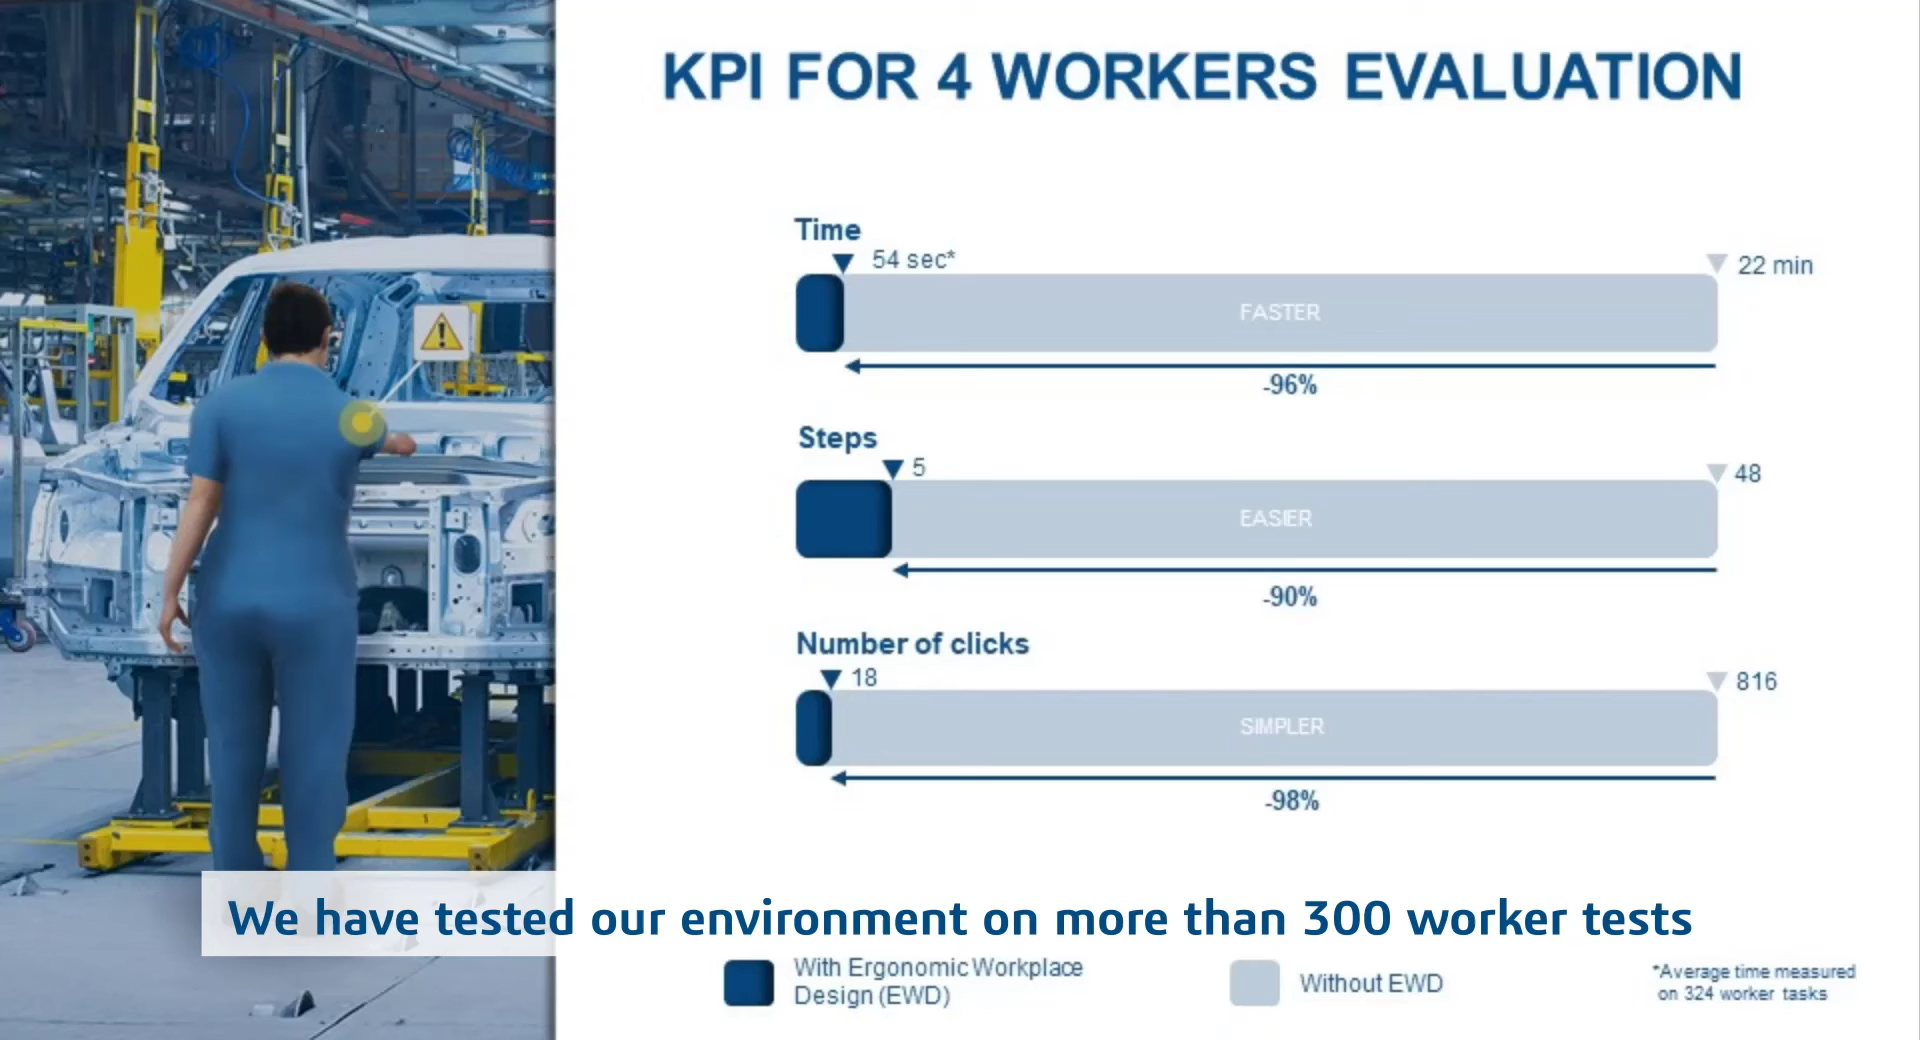 KPI FOR 4 WORKERS EVALUATION
Time
54 sec*
22 min
FASTER
-96%
Steps
5
48
EASIER
-90%
Number of clicks
18
816
SIMPLER
-98%
We have tested our environment on more than 300 worker tests
With Ergonomic Workplace
Design (EWD)
Without EWD
*Average time measured
on 324 worker tasks